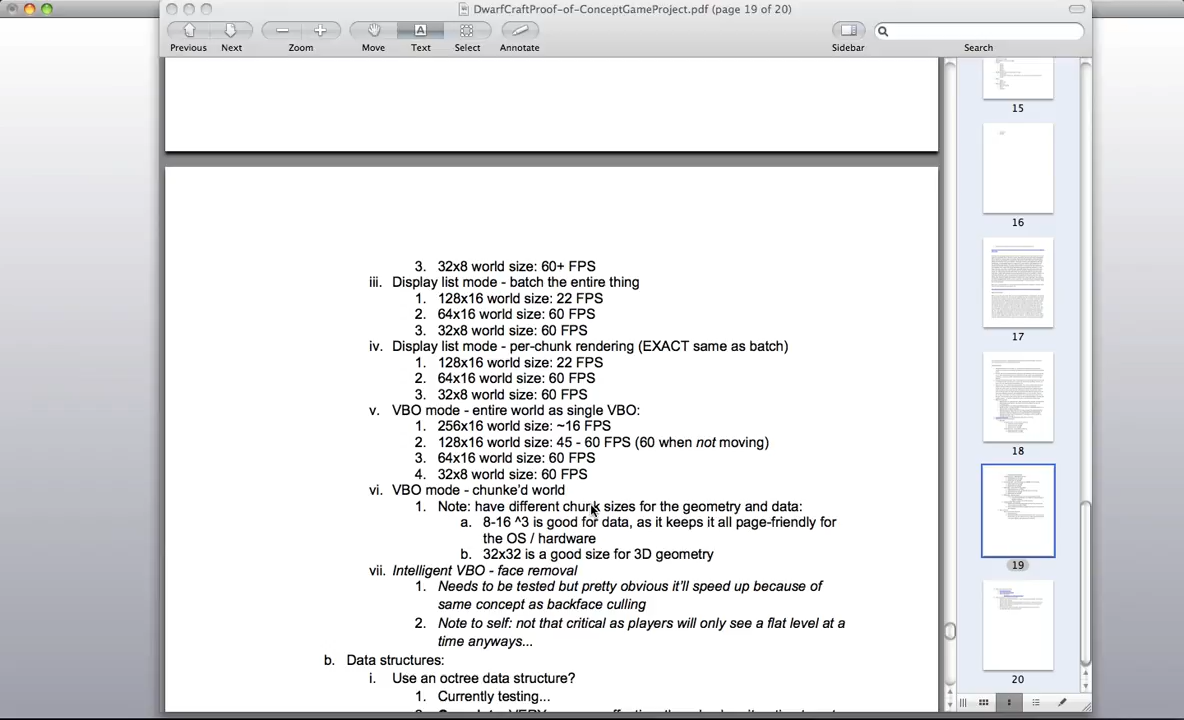 DwarfCraftProof-of-ConceptGameProject.pdf (page 19 of 20)
Previous Next Zoom Move Text Select Annotate Sidebar Search
3. 32x8 world size: 60+ FPS
iii. Display list mode - batch the entire thing
1. 128x16 world size: 22 FPS
2. 64x16 world size: 60 FPS
3. 32x8 world size: 60 FPS
iv. Display list mode - per-chunk rendering (EXACT same as batch)
1. 128x16 world size: 22 FPS
2. 64x16 world size: 60 FPS
3. 32x8 world size: 60 FPS
v. VBO mode - entire world as single VBO:
1. 256x16 world size: ~16 FPS
2. 128x16 world size: 45 - 60 FPS (60 when not moving)
3. 64x16 world size: 60 FPS
4. 32x8 world size: 60 FPS
vi. VBO mode - chunke'd world
1. Note: have different chunk sizes for the geometry and data:
a. 8-16 ^3 is good for data, as it keeps it all page-friendly for
the OS / hardware
b. 32x32 is a good size for 3D geometry
vii. Intelligent VBO - face removal
1. Needs to be tested but pretty obvious it'll speed up because of
same concept as backface culling
2. Note to self: not that critical as players will only see a flat level at a
time anyways...
b. Data structures:
i. Use an octree data structure?
1. Currently testing...
15
16
17
18
19
20